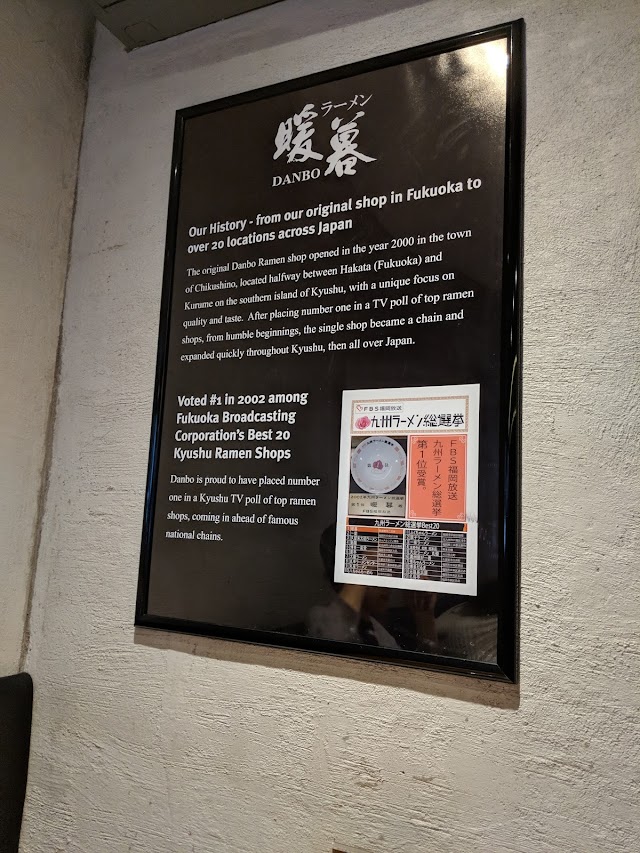 ラーメン
暖暮
DANBO
Our History - from our original shop in Fukuoka to
over 20 locations across Japan
The original Danbo Ramen shop opened in the year 2000 in the town
of Chikushino, located halfway between Hakata (Fukuoka) and
Kurume on the southern island of Kyushu, with a unique focus on
quality and taste. After placing number one in a TV poll of top ramen
shops, from humble beginnings, the single shop became a chain and
expanded quickly throughout Kyushu, then all over Japan.
Voted #1 in 2002 among
Fukuoka Broadcasting
Corporation's Best 20
Kyushu Ramen Shops
Danbo is proud to have placed number
one in a Kyushu TV poll of top ramen
shops, coming in ahead of famous
national chains.
FBS福岡放送
九州ラーメン総選挙
FBS福岡放送
九州ラーメン総選挙
第1位受賞。
暖暮
九州ラーメン総選挙Best20